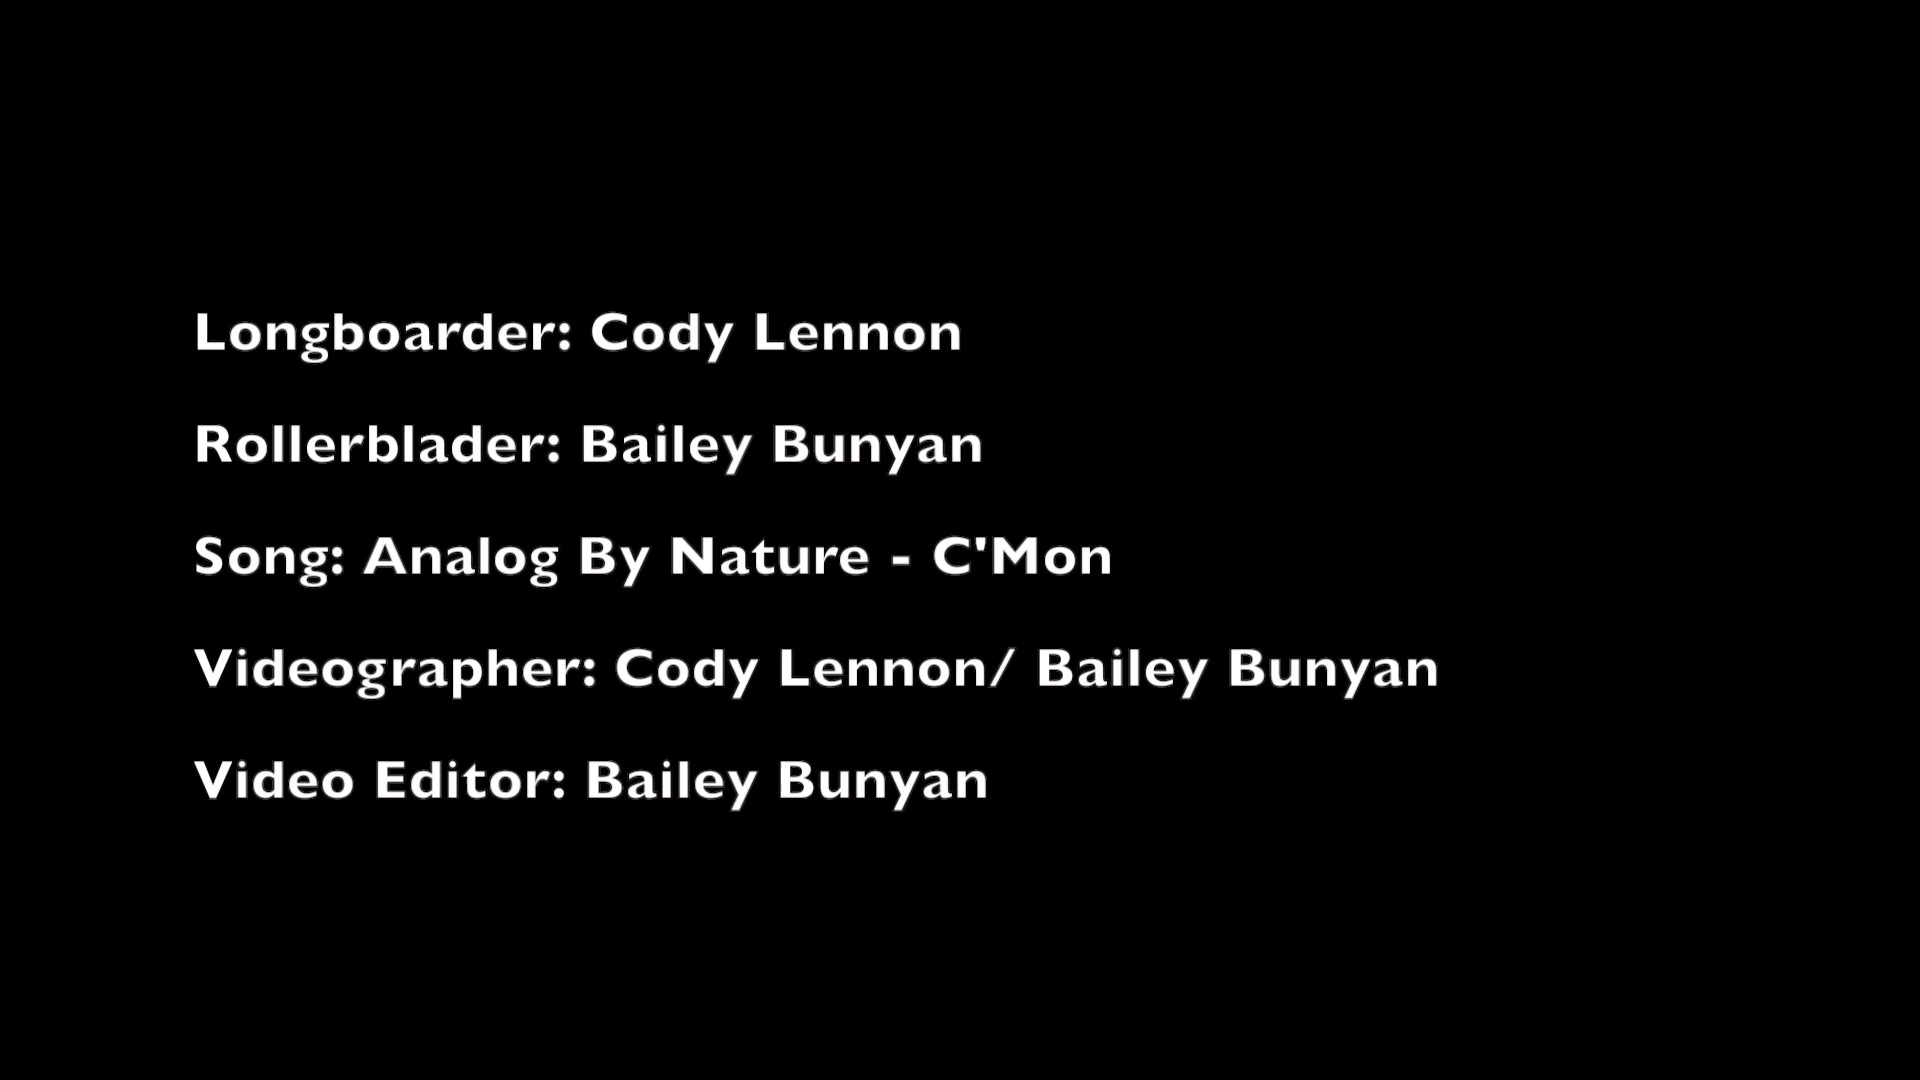 Longboarder: Cody Lennon
Rollerblader: Bailey Bunyan
Song: Analog By Nature - C'Mon
Videographer: Cody Lennon/ Bailey Bunyan
Video Editor: Bailey Bunyan